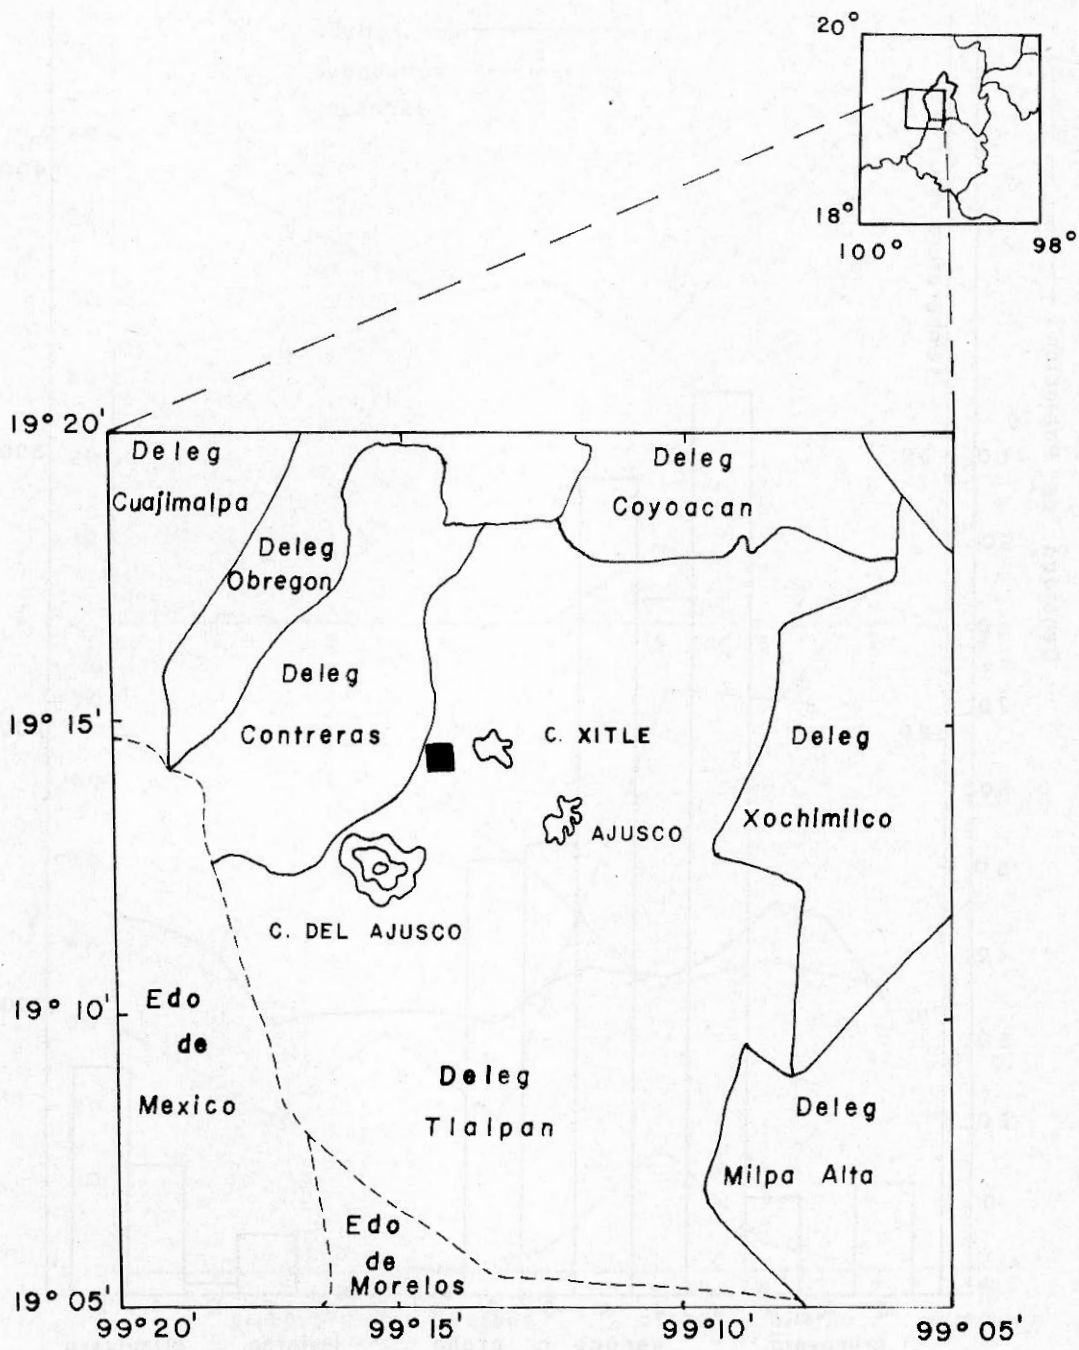 20°
18°
100° 98°
19° 20'
Deleg
Cuajimalpa
Deleg
Obregon
Deleg
Coyoacan
Deleg
Contreras
19° 15'
C. XITLE
Deleg
Xochimilco
AJUSCO
C. DEL AJUSCO
19° 10'
Edo
de
Mexico
Deleg
Tlalpan
Deleg
Milpa Alta
Edo
de
Morelos
19° 05'
99° 20' 99° 15' 99° 10' 99° 05'